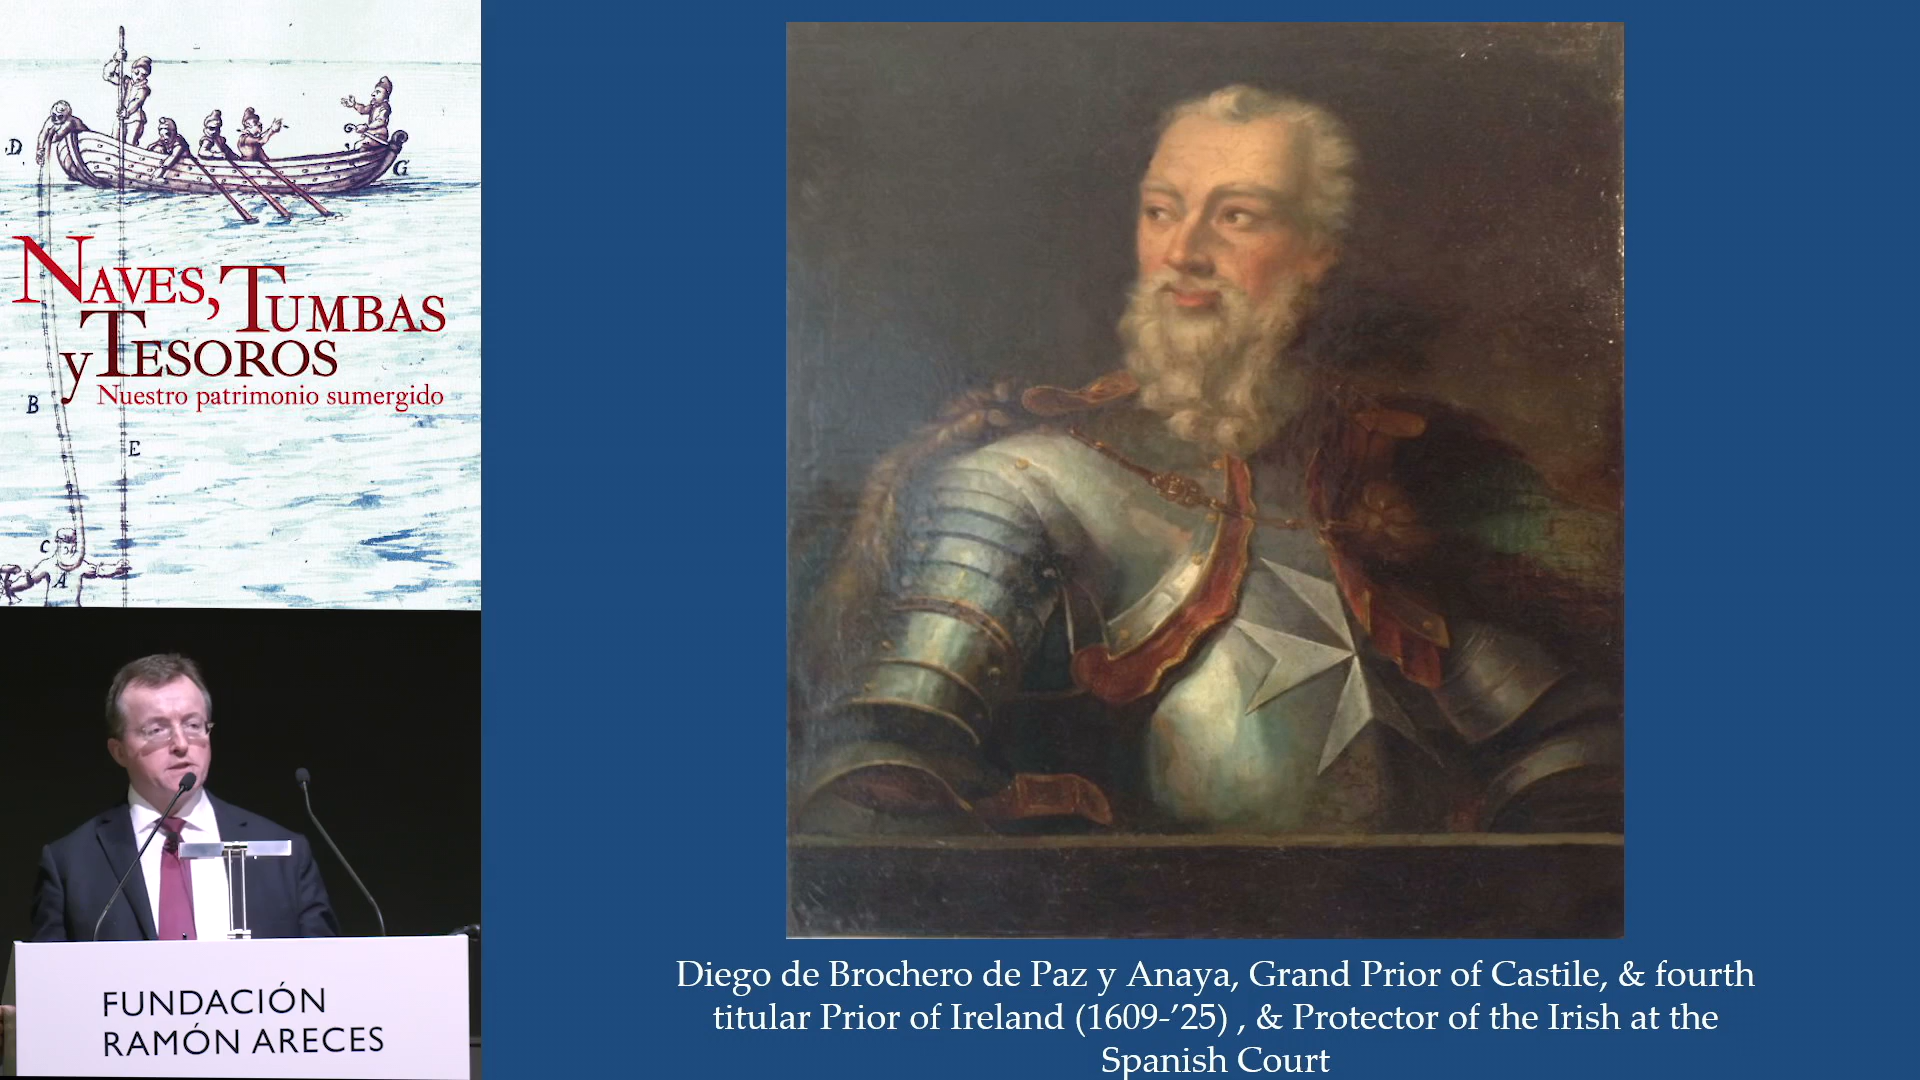 D
G
NAVES, TUMBAS
y TESOROS
Nuestro patrimonio sumergido
B
E
C
A
FUNDACIÓN
RAMÓN ARECES
Diego de Brochero de Paz y Anaya, Grand Prior of Castile, & fourth
titular Prior of Ireland (1609-’25) , & Protector of the Irish at the
Spanish Court